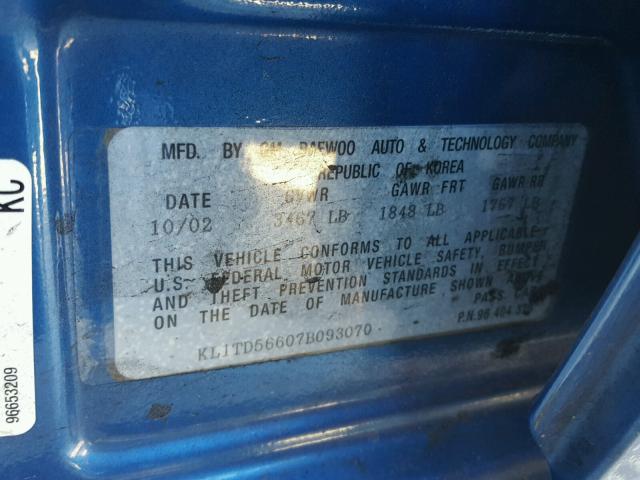 MFD. BY GM DAEWOO AUTO & TECHNOLOGY COMPANY
REPUBLIC OF KOREA
DATE GVWR GAWR FRT GAWR RR
10/02 3467 LB 1848 LB 1767 LB
THIS VEHICLE CONFORMS TO ALL APPLICABLE
U.S. FEDERAL MOTOR VEHICLE SAFETY, BUMPER
AND THEFT PREVENTION STANDARDS IN EFFECT
ON THE DATE OF MANUFACTURE SHOWN ABOVE
PASS. CAR
P.N. 96 404
KL1TD56607B093070
KC
96653209